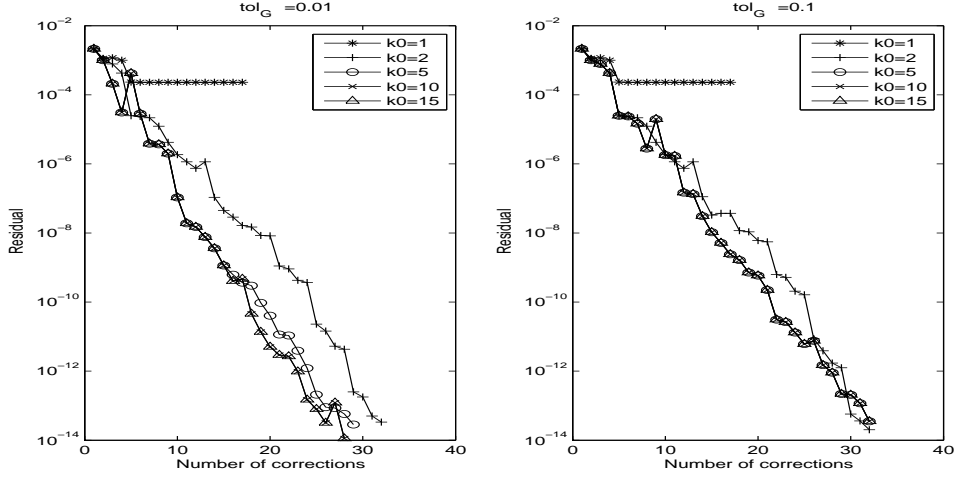 tol_G =0.01
10^-2
10^-4
10^-6
10^-8
10^-10
10^-12
10^-14
Residual
0
10
20
30
40
Number of corrections
k0=1
k0=2
k0=5
k0=10
k0=15
tol_G =0.1
10^-2
10^-4
10^-6
10^-8
10^-10
10^-12
10^-14
Residual
0
10
20
30
40
Number of corrections
k0=1
k0=2
k0=5
k0=10
k0=15